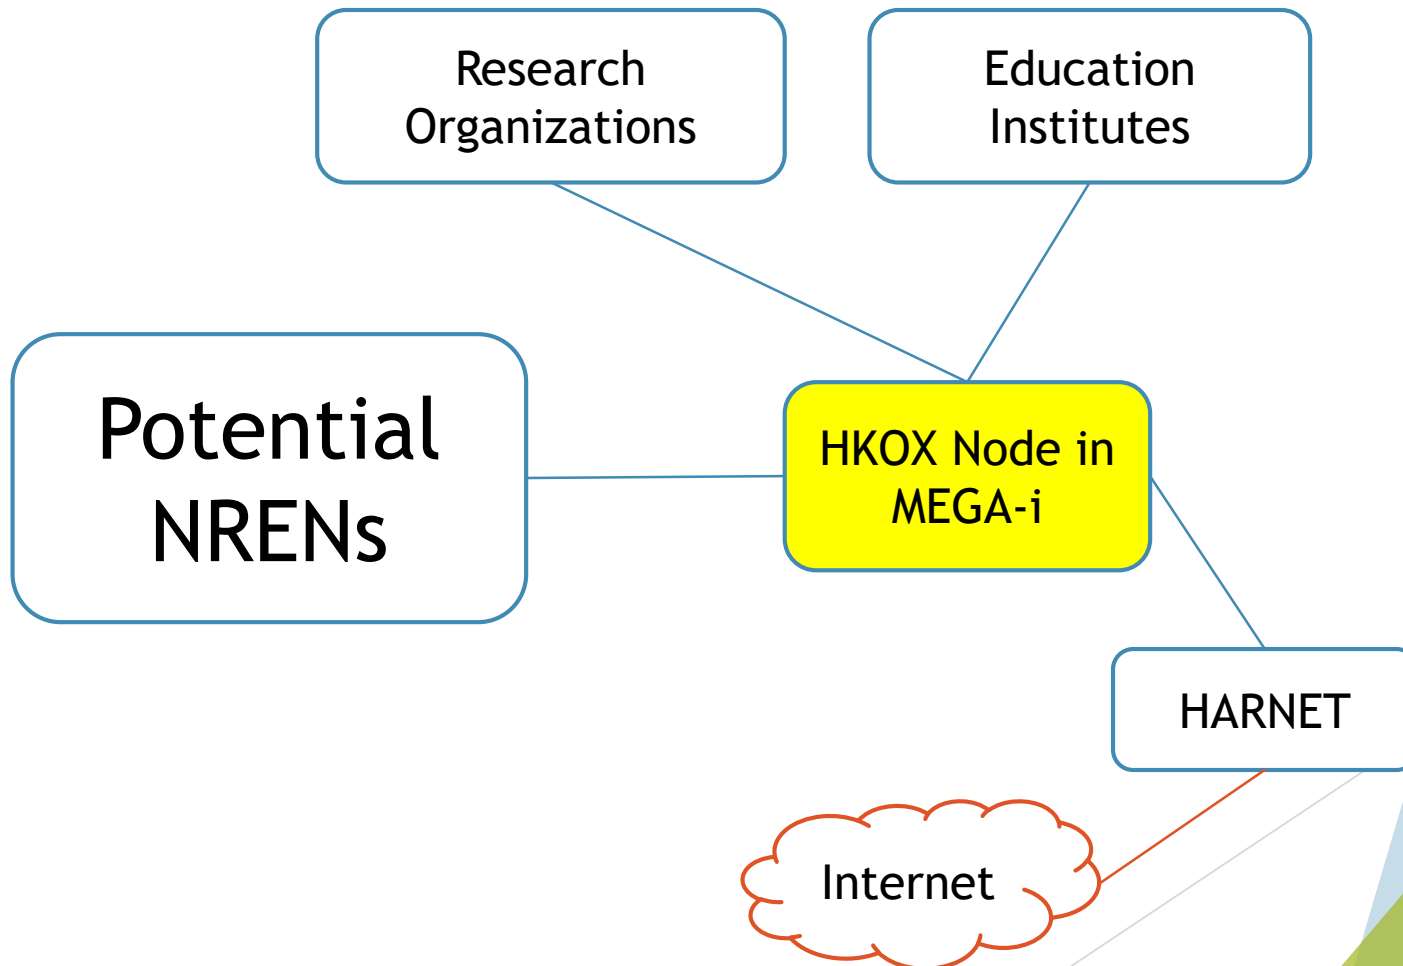 Research
Organizations
Education
Institutes
Potential
NRENs
HKOX Node in
MEGA-i
HARNET
Internet